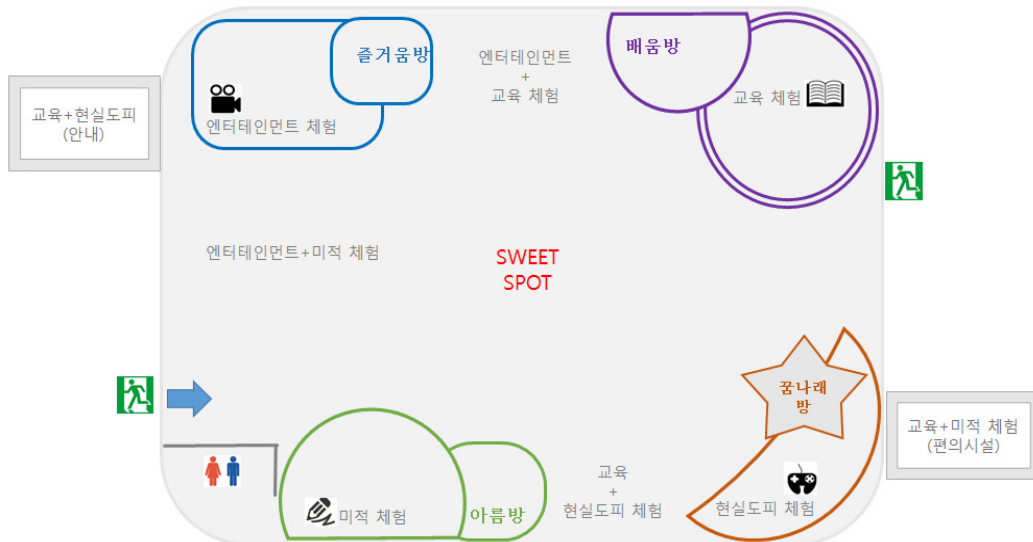 즐거움방
엔터테인먼트 체험
엔터테인먼트
+
교육 체험
배움방
교육 체험
교육+현실도피
(안내)
엔터테인먼트+미적 체험
SWEET
SPOT
꿈나래
방
교육+미적 체험
(편의시설)
미적 체험
아름방
교육
+
현실도피 체험
현실도피 체험